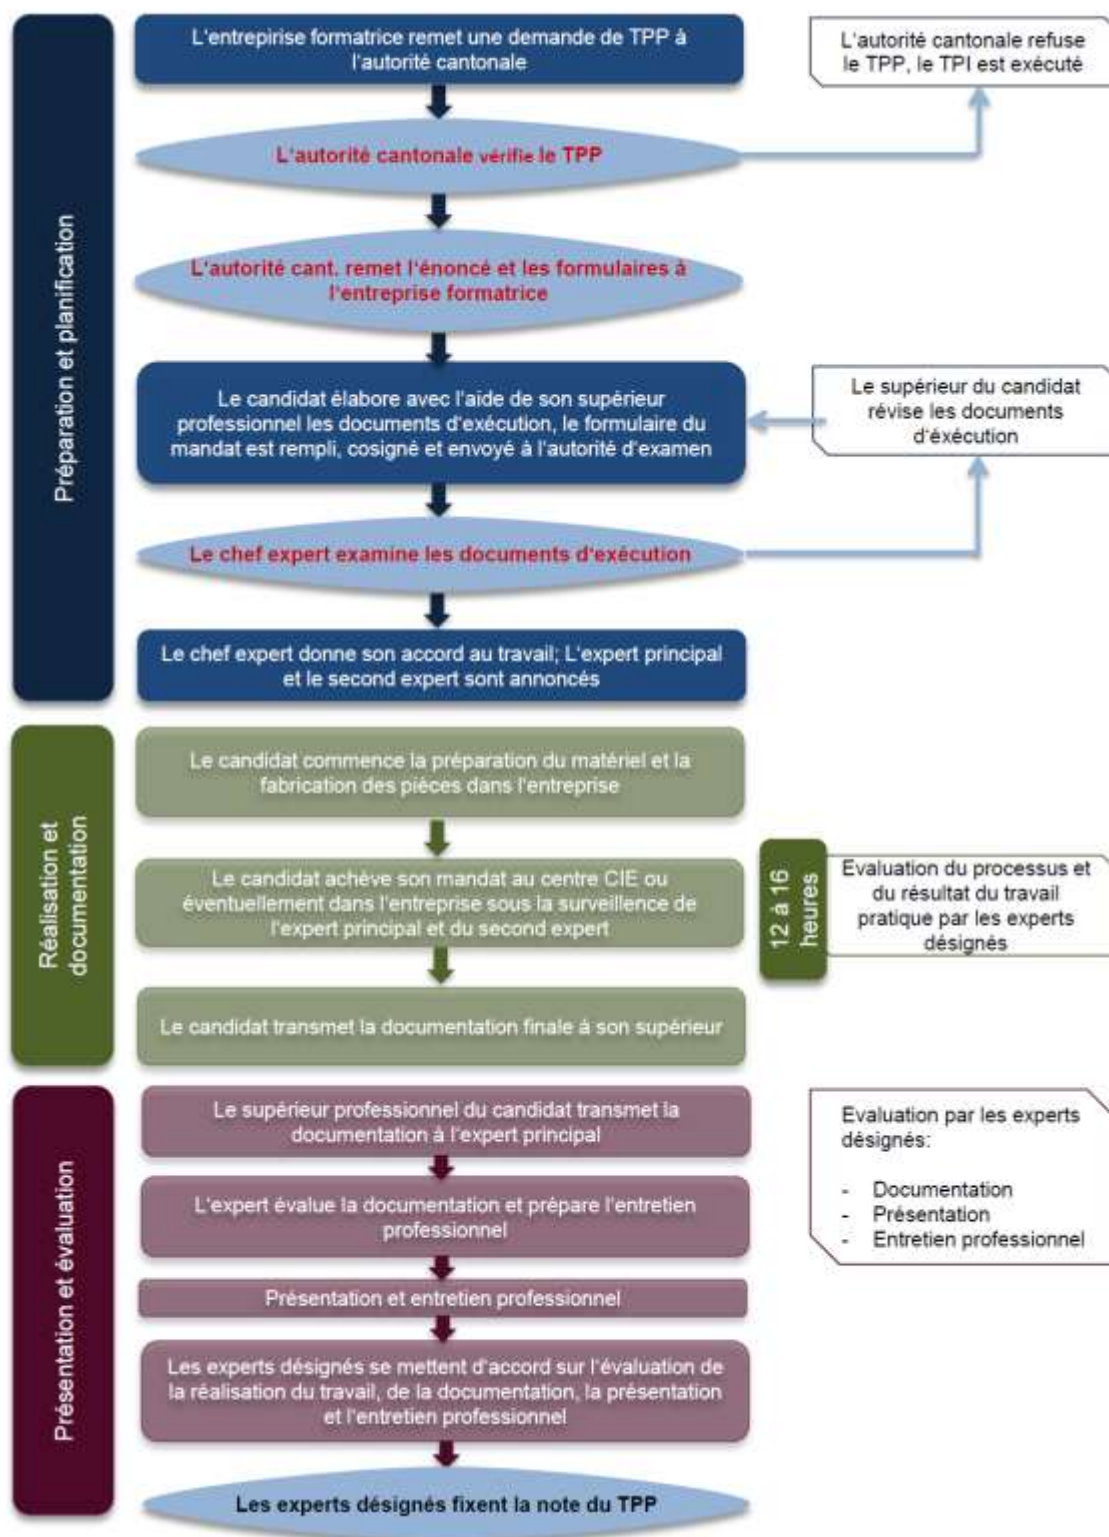 Préparation et planification
L'entrepirise formatrice remet une demande de TPP à
l'autorité cantonale
L'autorité cantonale refuse
le TPP, le TPI est exécuté
L'autorité cantonale vérifie le TPP
L'autorité cant. remet l'énoncé et les formulaires à
l'entreprise formatrice
Le candidat élabore avec l'aide de son supérieur
professionnel les documents d'exécution, le formulaire du
mandat est rempli, cosigné et envoyé à l'autorité d'examen
Le supérieur du candidat
révise les documents
d'éxécution
Le chef expert examine les documents d'exécution
Le chef expert donne son accord au travail; L'expert principal
et le second expert sont annoncés
Réalisation et
documentation
Le candidat commence la préparation du matériel et la
fabrication des pièces dans l'entreprise
Le candidat achève son mandat au centre CIE ou
éventuellement dans l'entreprise sous la surveillence de
l'expert principal et du second expert
12 à 16
heures
Evaluation du processus et
du résultat du travail
pratique par les experts
désignés
Le candidat transmet la documentation finale à son supérieur
Présentation et évaluation
Le supérieur professionnel du candidat transmet la
documentation à l'expert principal
Evaluation par les experts
désignés:
- Documentation
- Présentation
- Entretien professionnel
L'expert évalue la documentation et prépare l'entretien
professionnel
Présentation et entretien professionnel
Les experts désignés se mettent d'accord sur l'évaluation de
la réalisation du travail, de la documentation, la présentation
et l'entretien professionnel
Les experts désignés fixent la note du TPP